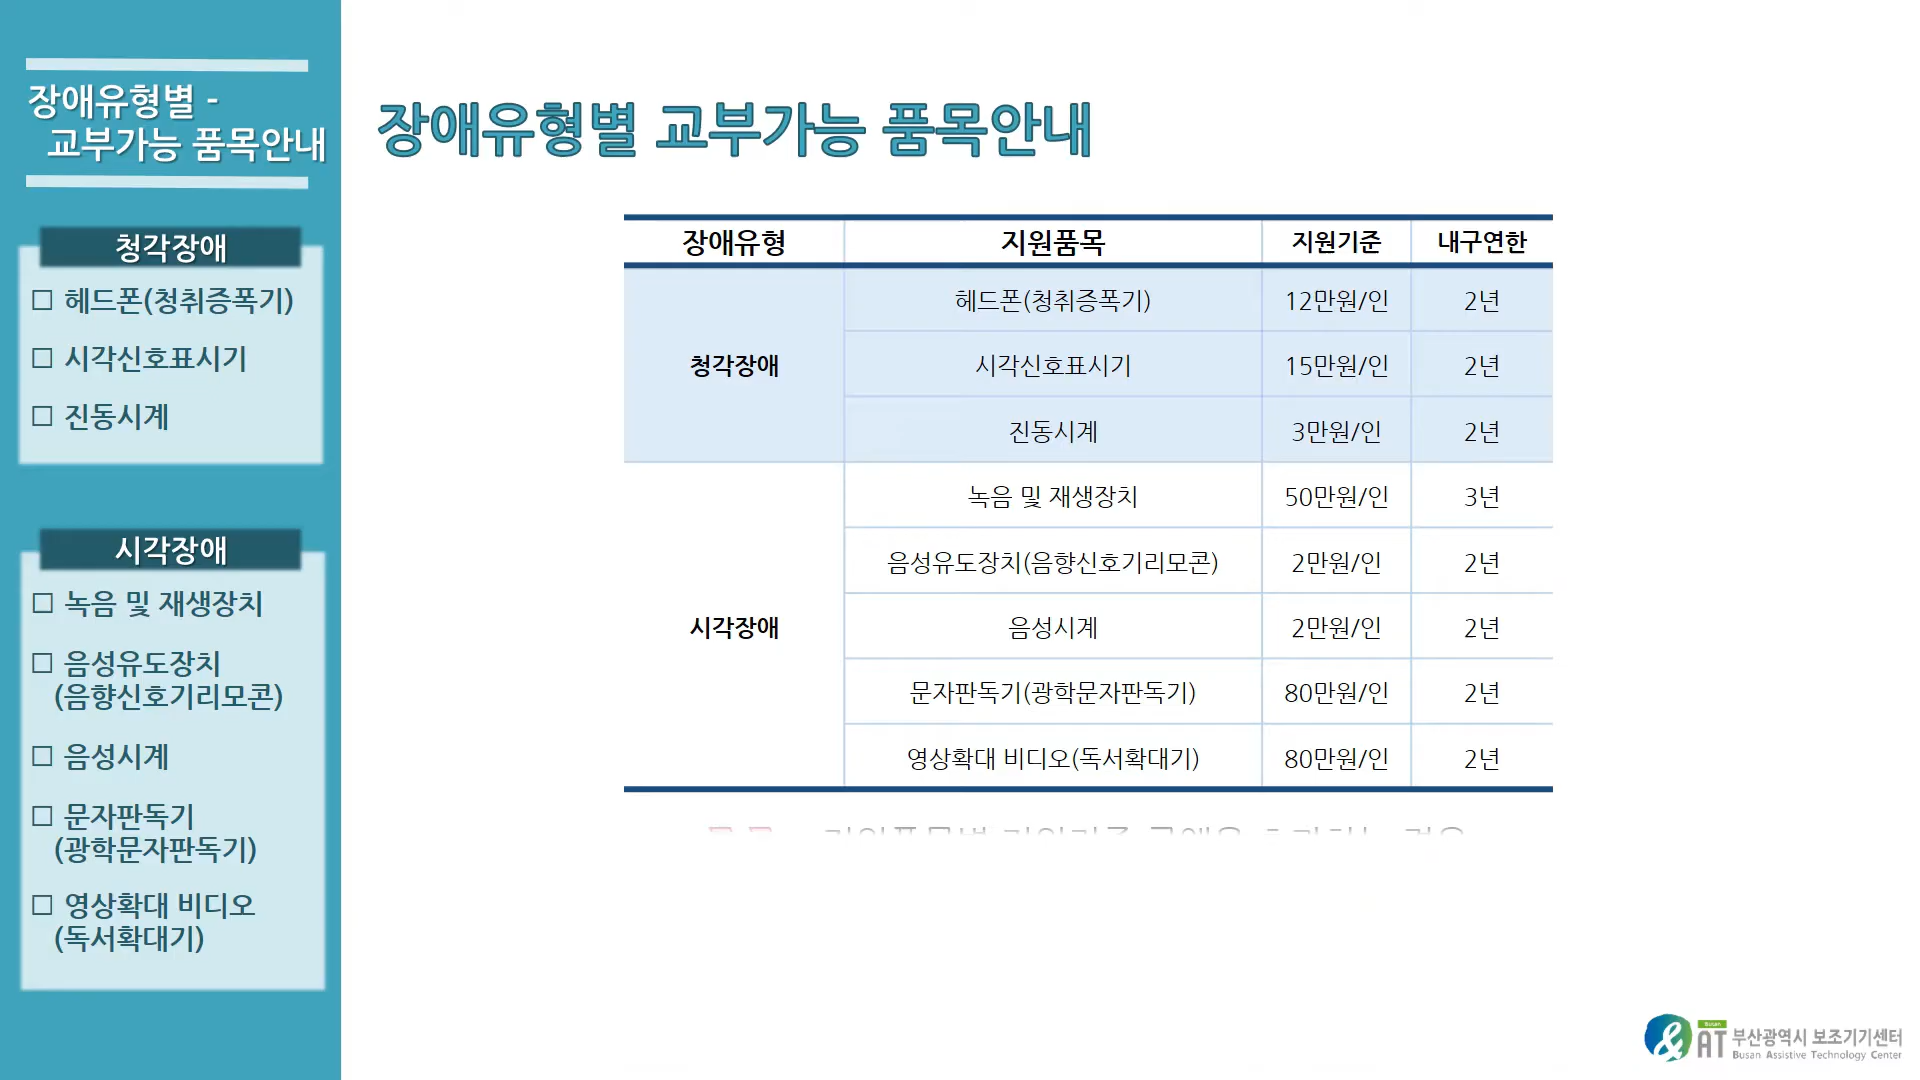 장애유형별 -
교부가능 품목안내
청각장애
□ 헤드폰(청취증폭기)
□ 시각신호표시기
□ 진동시계
시각장애
□ 녹음 및 재생장치
□ 음성유도장치
(음향신호기리모콘)
□ 음성시계
□ 문자판독기
(광학문자판독기)
□ 영상확대 비디오
(독서확대기)
장애유형별 교부가능 품목안내
장애유형 지원품목 지원기준 내구연한
청각장애
헤드폰(청취증폭기) 12만원/인 2년
시각신호표시기 15만원/인 2년
진동시계 3만원/인 2년
시각장애
녹음 및 재생장치 50만원/인 3년
음성유도장치(음향신호기리모콘) 2만원/인 2년
음성시계 2만원/인 2년
문자판독기(광학문자판독기) 80만원/인 2년
영상확대 비디오(독서확대기) 80만원/인 2년
Busan
AT 부산광역시 보조기기센터
Busan Assistive Technology Center